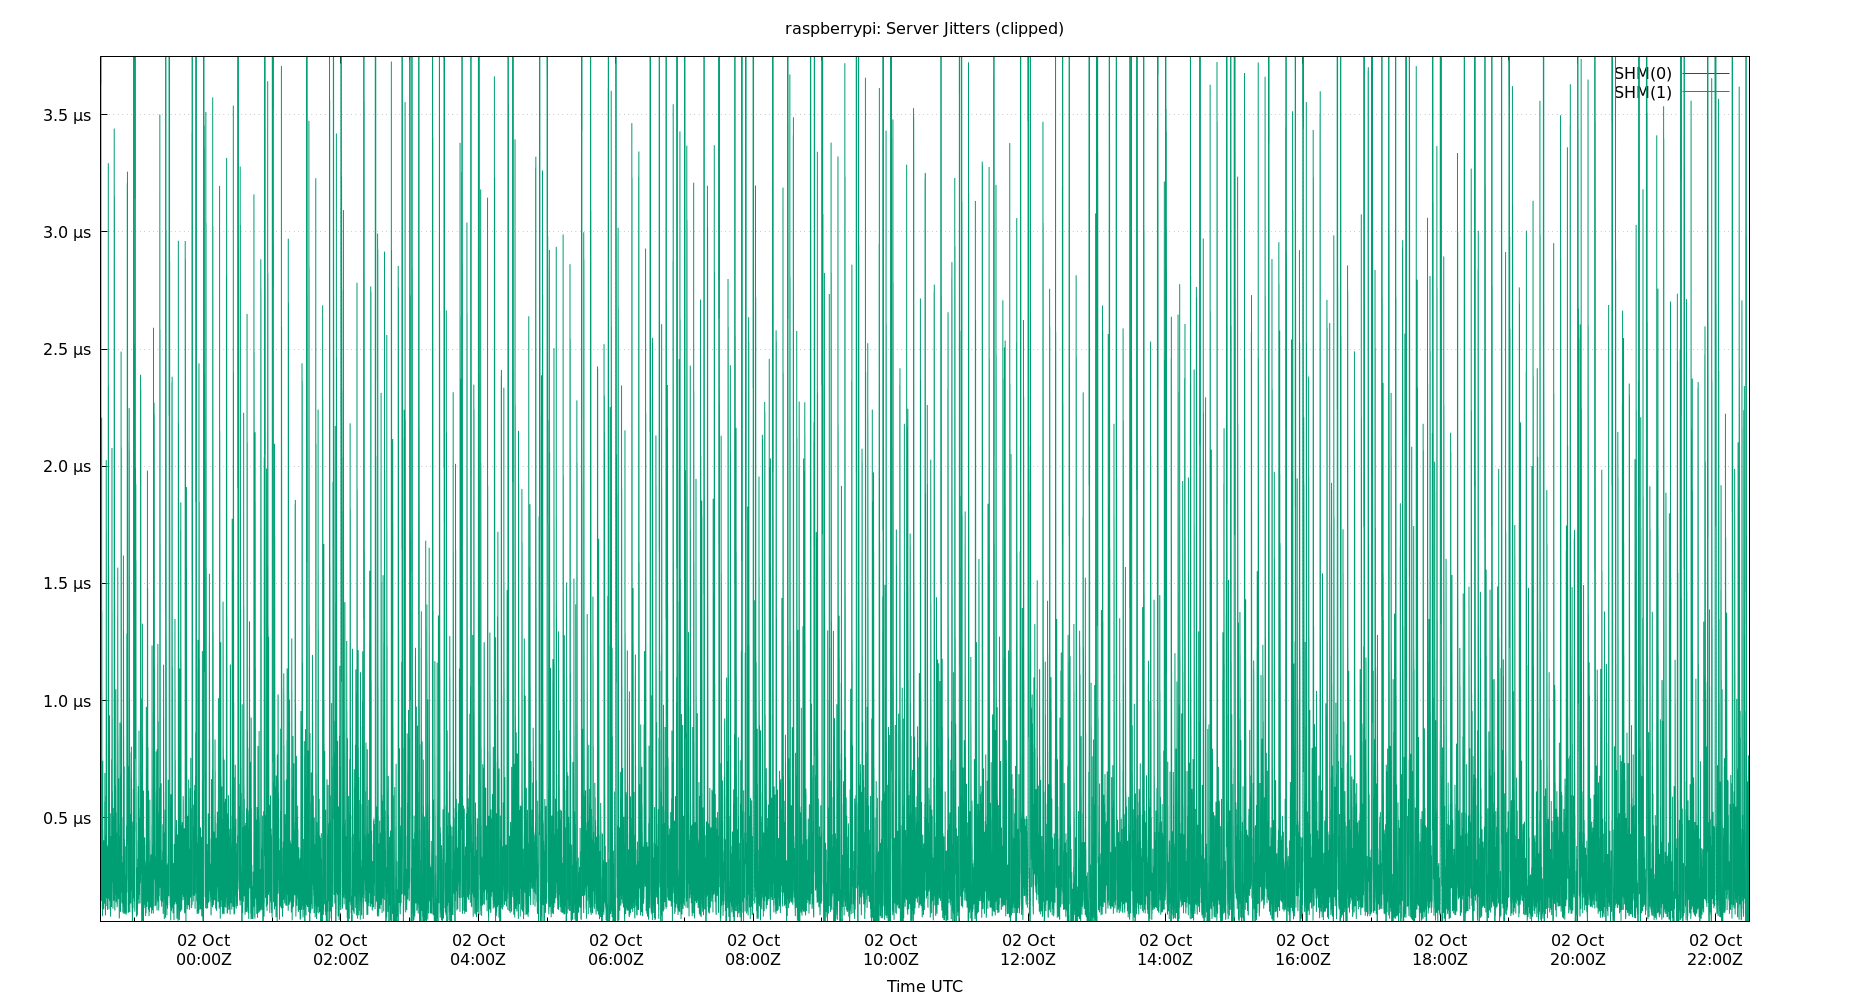 raspberrypi: Server Jitters (clipped)
SHM(0)
SHM(1)
3.5 µs
3.0 µs
2.5 µs
2.0 µs
1.5 µs
1.0 µs
0.5 µs
02 Oct 02 Oct 02 Oct 02 Oct 02 Oct 02 Oct 02 Oct 02 Oct 02 Oct 02 Oct 02 Oct 02 Oct
00:00Z 02:00Z 04:00Z 06:00Z 08:00Z 10:00Z 12:00Z 14:00Z 16:00Z 18:00Z 20:00Z 22:00Z
Time UTC